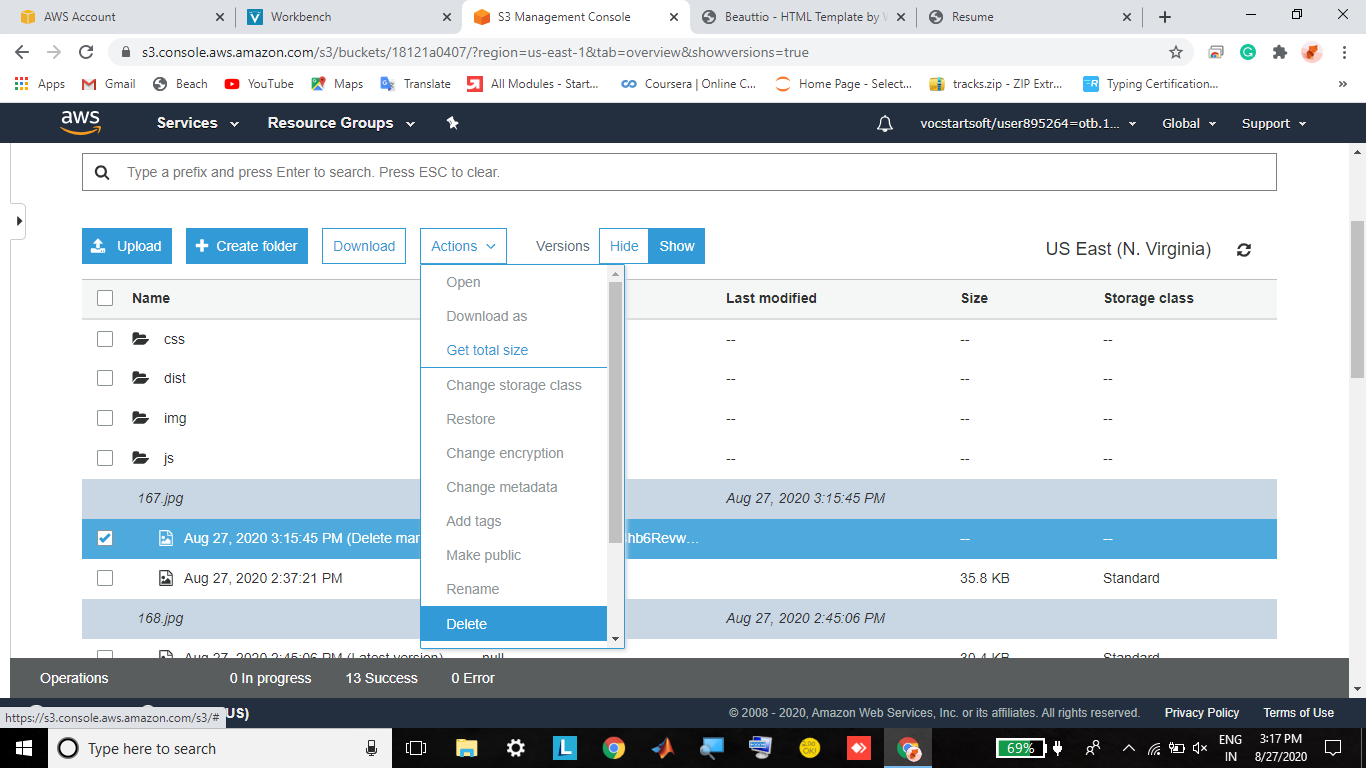 AWS Account
Workbench
S3 Management Console
Beauttio - HTML Template by W
Resume
s3.console.aws.amazon.com/s3/buckets/18121a0407/?region=us-east-1&tab=overview&showversions=true
Apps Gmail Beach YouTube Maps Translate All Modules - Start... Coursera | Online C... Home Page - Select... tracks.zip - ZIP Extr... Typing Certification... »
aws Services Resource Groups vocstartsoft/user895264=otb.1... Global Support
Type a prefix and press Enter to search. Press ESC to clear.
Upload Create folder Download Actions Versions Hide Show US East (N. Virginia)
Name Last modified Size Storage class
css -- -- --
dist -- -- --
img -- -- --
js -- -- --
167.jpg Aug 27, 2020 3:15:45 PM
Aug 27, 2020 3:15:45 PM (Delete mar hb6Revw... -- --
Aug 27, 2020 2:37:21 PM 35.8 KB Standard
168.jpg Aug 27, 2020 2:45:06 PM
Aug 27, 2020 2:45:06 PM (Latest version) null 30.4 KB Standard
Open
Download as
Get total size
Change storage class
Restore
Change encryption
Change metadata
Add tags
Make public
Rename
Delete
Operations 0 In progress 13 Success 0 Error
https://s3.console.aws.amazon.com/s3/# US) © 2008 - 2020, Amazon Web Services, Inc. or its affiliates. All rights reserved. Privacy Policy Terms of Use
Type here to search
L
69%
ENG
IN
3:17 PM
8/27/2020